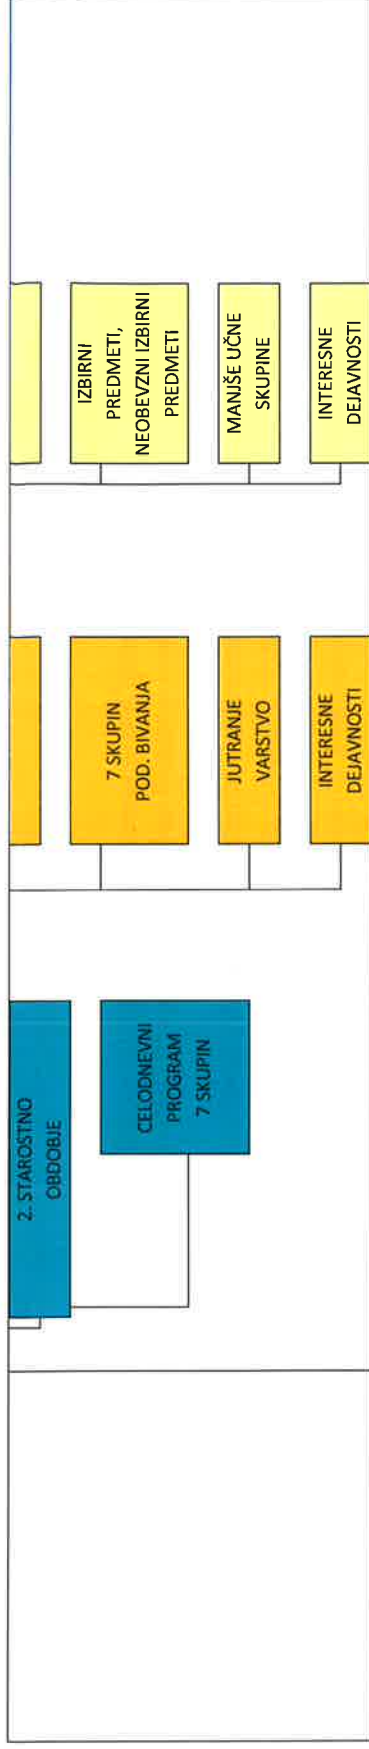 2. STAROSTNO
OBDOBJE
CELODNEVNI
PROGRAM
7 SKUPIN
7 SKUPIN
POD. BIVANJA
JUTRANJE
VARSTVO
INTERESNE
DEJAVNOSTI
IZBIRNI
PREDMETI,
NEOBEVZNI IZBIRNI
PREDMETI
MANJŠE UČNE
SKUPINE
INTERESNE
DEJAVNOSTI